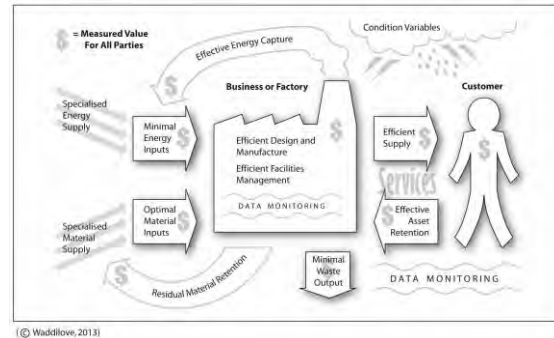 $ = Measured Value
For All Parties
Effective Energy Capture
$
Condition Variables
Business or Factory
Customer
Specialised
Energy
Supply
Minimal
Energy
Inputs
$
Efficient Design and
Manufacture
Efficient Facilities
Management
DATA MONITORING
$
Efficient
Supply
$
Services
$
Specialised
Material
Supply
Optimal
Material
Inputs
$
Effective
Asset
Retention
$
Residual Material Retention
$
Minimal
Waste
Output
$
DATA MONITORING
(© Waddilove, 2013)